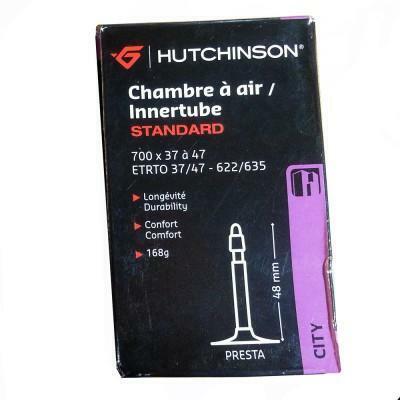 HUTCHINSON®
Chambre à air /
Innertube
STANDARD
700 x 37 à 47
ETRTO 37/47 - 622/635
Longévité
Durability
Confort
Comfort
168g
48 mm
PRESTA
CITY